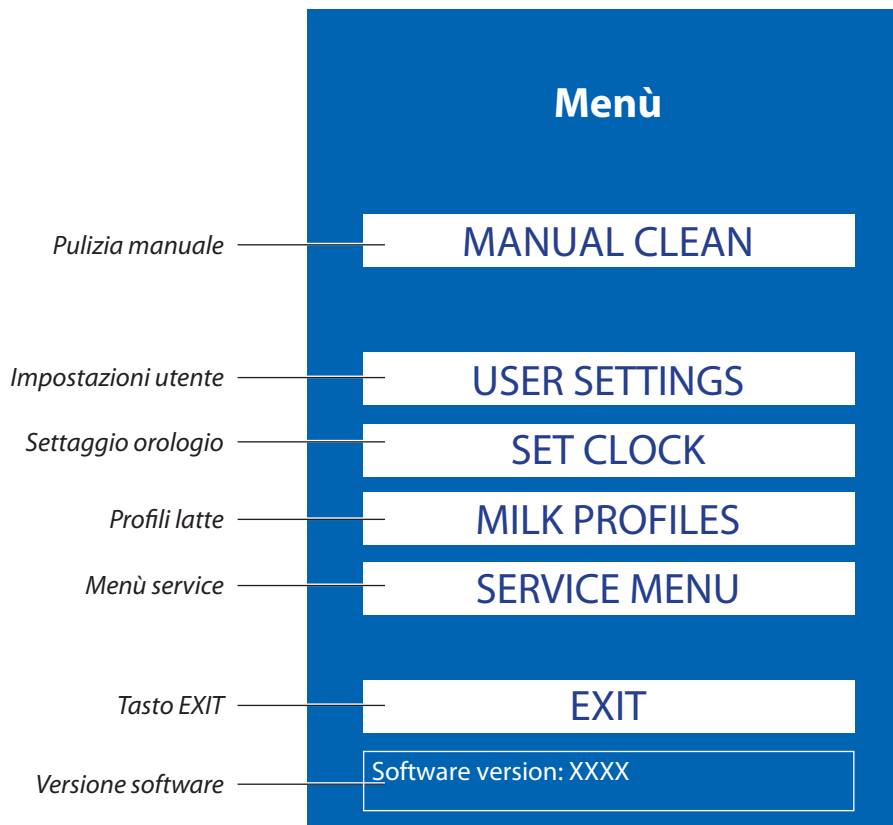 Menù
Pulizia manuale
MANUAL CLEAN
Impostazioni utente
USER SETTINGS
Settaggio orologio
SET CLOCK
Profili latte
MILK PROFILES
Menù service
SERVICE MENU
Tasto EXIT
EXIT
Versione software
Software version: XXXX